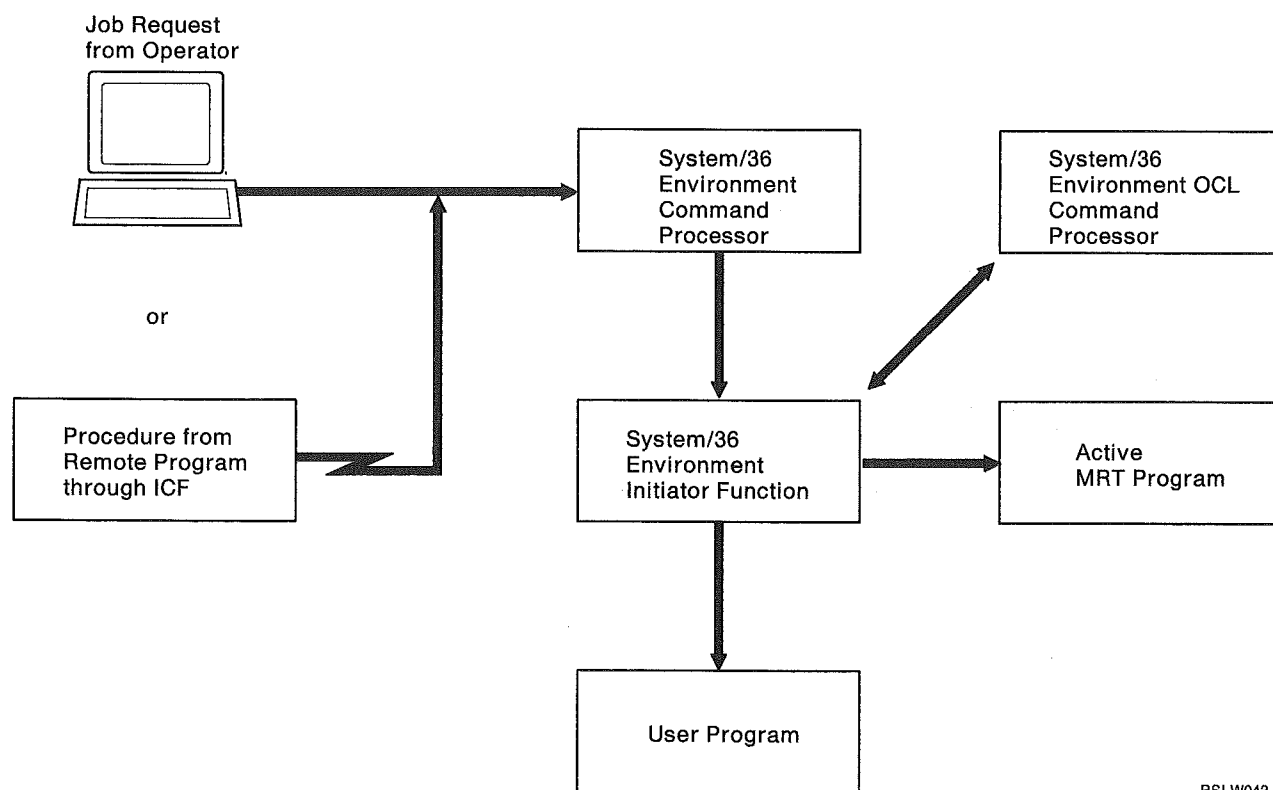 Job Request
from Operator
System/36
Environment
Command
Processor
System/36
Environment OCL
Command
Processor
or
Procedure from
Remote Program
through ICF
System/36
Environment
Initiator Function
Active
MRT Program
User Program